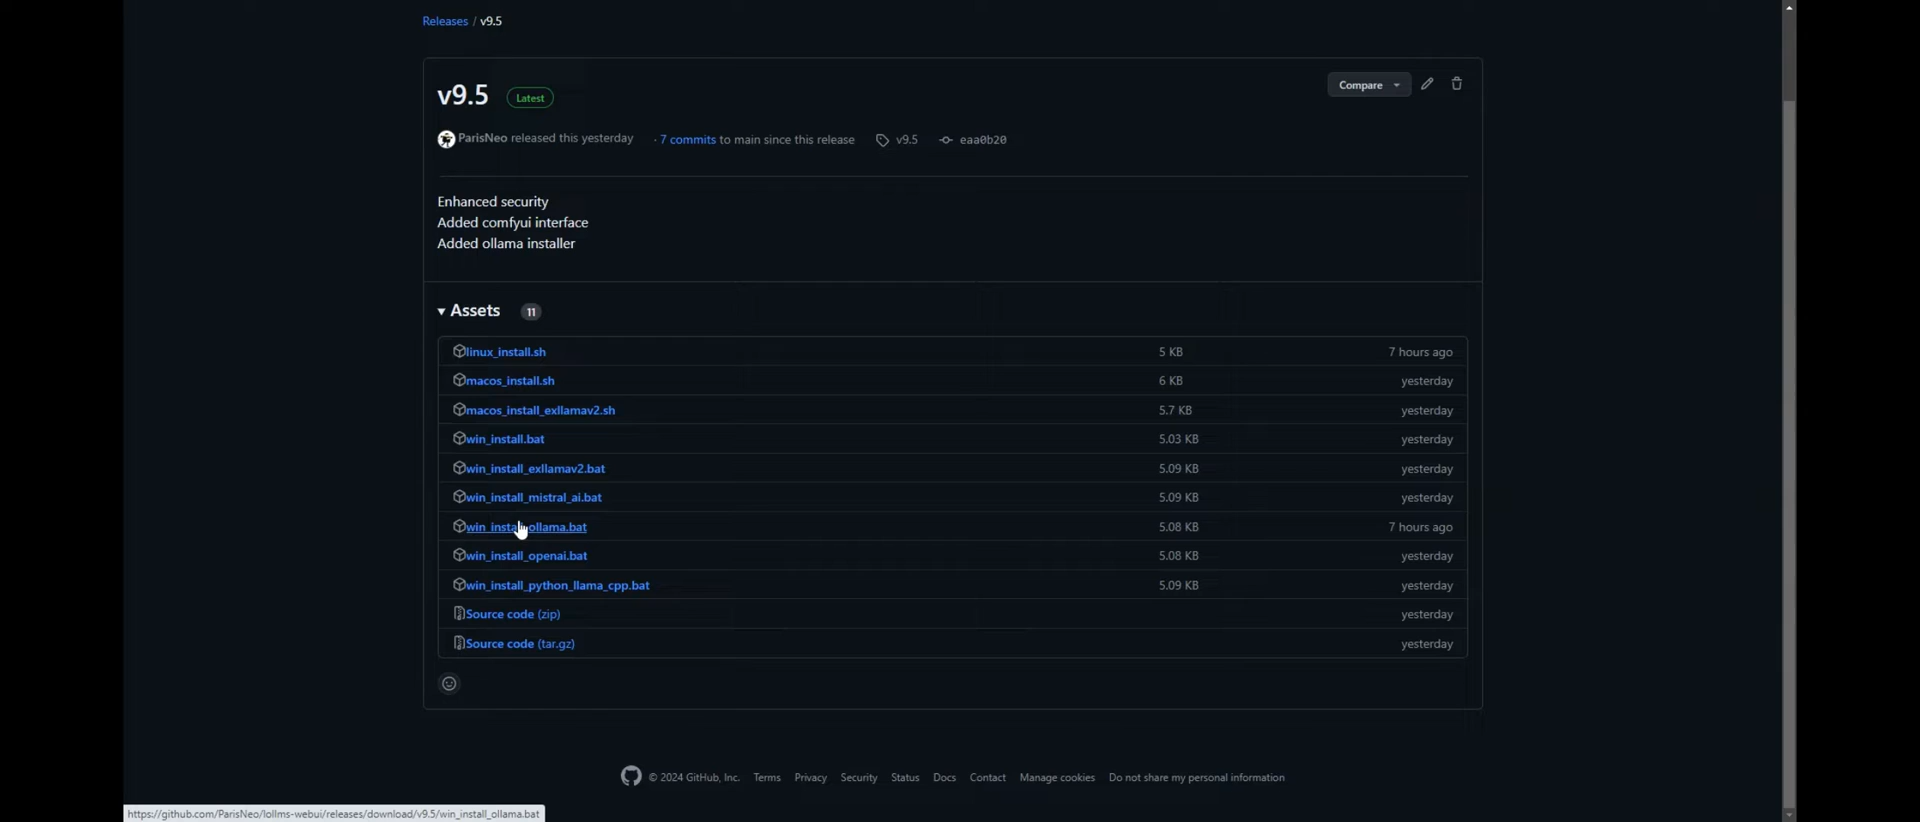 Releases / v9.5
v9.5 Latest Compare
ParisNeo released this yesterday · 7 commits to main since this release v9.5 eaa0b20
Enhanced security
Added comfyui interface
Added ollama installer
Assets 11
linux_install.sh 5 KB 7 hours ago
macos_install.sh 6 KB yesterday
macos_install_exllamav2.sh 5.7 KB yesterday
win_install.bat 5.03 KB yesterday
win_install_exllamav2.bat 5.09 KB yesterday
win_install_mistral_ai.bat 5.09 KB yesterday
win_install_ollama.bat 5.08 KB 7 hours ago
win_install_openai.bat 5.08 KB yesterday
win_install_python_llama_cpp.bat 5.09 KB yesterday
Source code (zip) yesterday
Source code (tar.gz) yesterday
© 2024 GitHub, Inc. Terms Privacy Security Status Docs Contact Manage cookies Do not share my personal information
https://github.com/ParisNeo/lollms-webui/releases/download/v9.5/win_install_ollama.bat